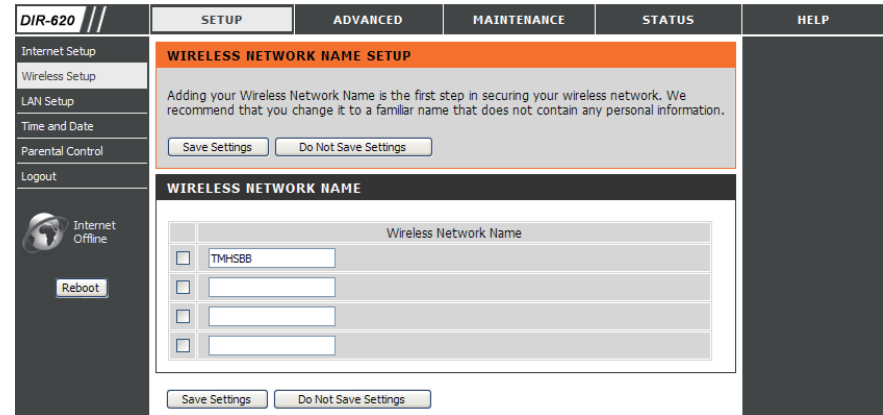 DIR-620
SETUP
ADVANCED
MAINTENANCE
STATUS
HELP
Internet Setup
Wireless Setup
LAN Setup
Time and Date
Parental Control
Logout
Internet
Offline
Reboot
WIRELESS NETWORK NAME SETUP
Adding your Wireless Network Name is the first step in securing your wireless network. We
recommend that you change it to a familiar name that does not contain any personal information.
Save Settings
Do Not Save Settings
WIRELESS NETWORK NAME
Wireless Network Name
TMHSBB
Save Settings
Do Not Save Settings